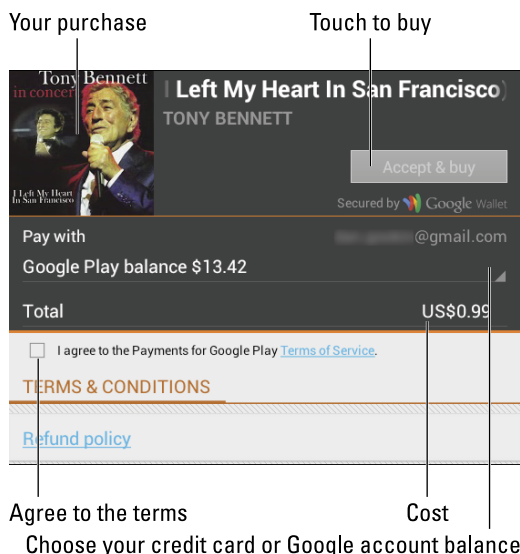 Your purchase
Touch to buy
Tony Bennett
in concert
I Left My Heart
In San Francisco
I Left My Heart In San Francisco)
TONY BENNETT
Accept & buy
Secured by Google Wallet
Pay with
@gmail.com
Google Play balance $13.42
Total
US$0.99
I agree to the Payments for Google Play Terms of Service.
TERMS & CONDITIONS
Refund policy
Agree to the terms
Cost
Choose your credit card or Google account balance